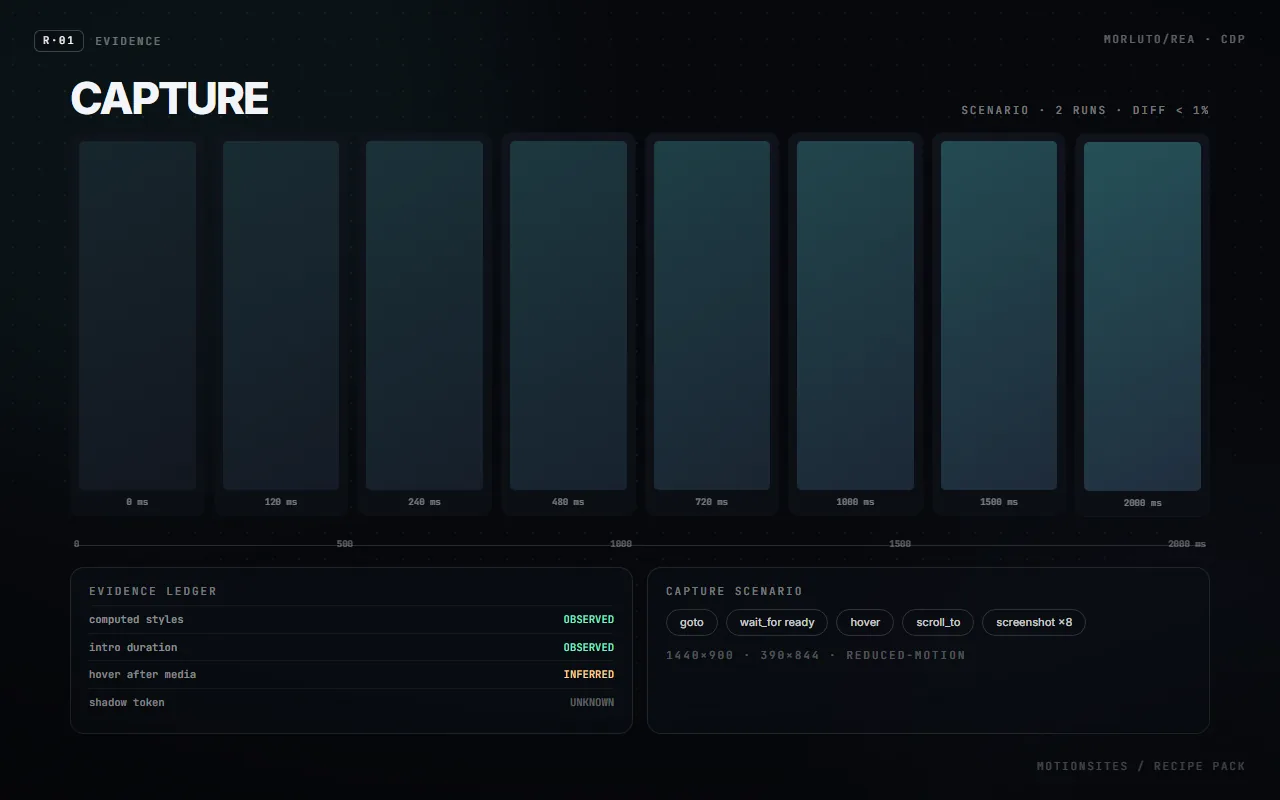 R·01 EVIDENCE
MORLUTO/REA · CDP
CAPTURE
SCENARIO · 2 RUNS · DIFF < 1%
0 ms 120 ms 240 ms 480 ms 720 ms 1000 ms 1500 ms 2000 ms
0 500 1000 1500 2000 ms
EVIDENCE LEDGER
computed styles OBSERVED
intro duration OBSERVED
hover after media INFERRED
shadow token UNKNOWN
CAPTURE SCENARIO
goto wait_for ready hover scroll_to screenshot ×8
1440×900 · 390×844 · REDUCED-MOTION
MOTIONSITES / RECIPE PACK